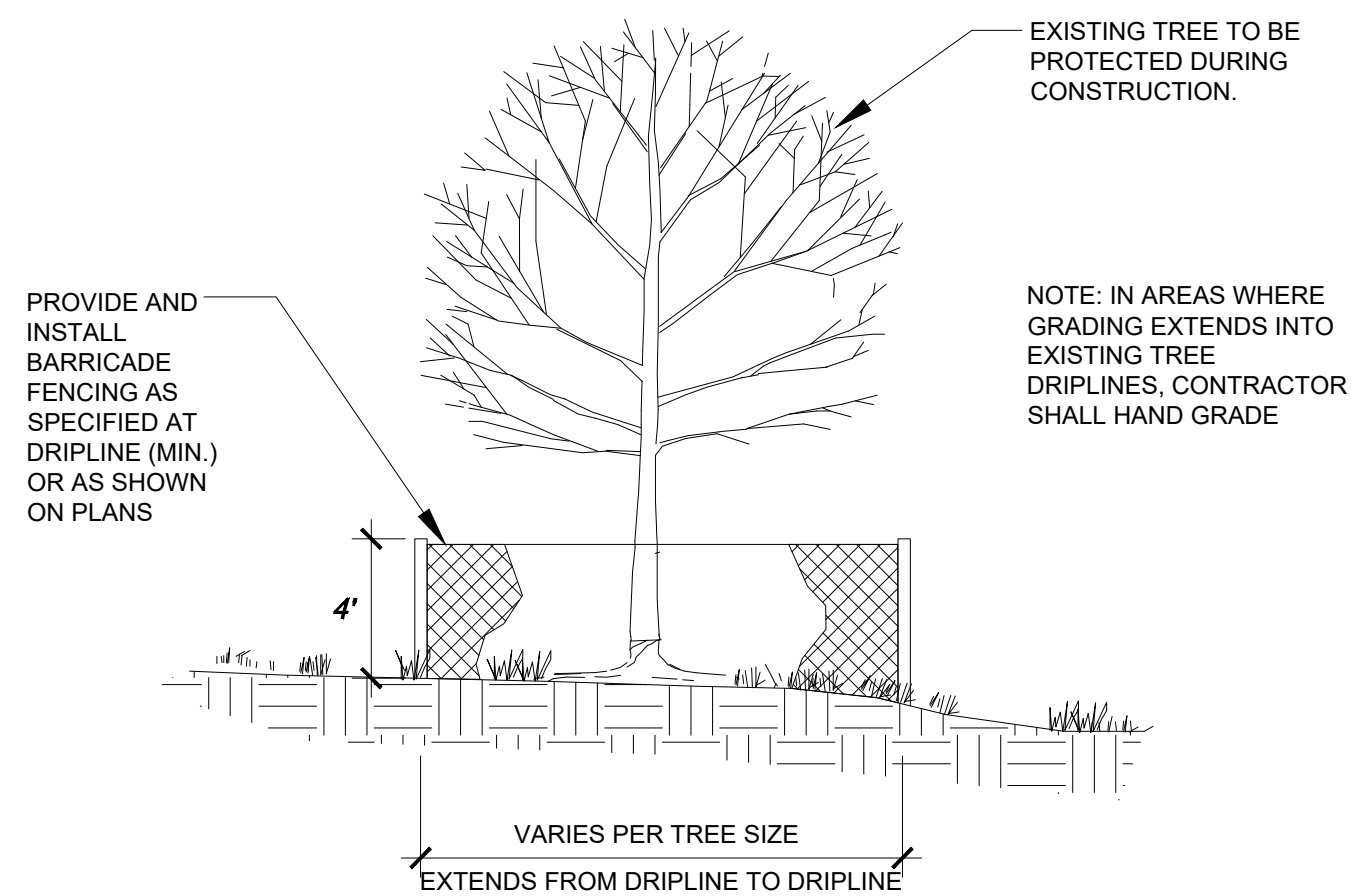 EXISTING TREE TO BE
PROTECTED DURING
CONSTRUCTION.
PROVIDE AND
INSTALL
BARRICADE
FENCING AS
SPECIFIED AT
DRIPLINE (MIN.)
OR AS SHOWN
ON PLANS
NOTE: IN AREAS WHERE
GRADING EXTENDS INTO
EXISTING TREE
DRIPLINES, CONTRACTOR
SHALL HAND GRADE
4'
VARIES PER TREE SIZE
EXTENDS FROM DRIPLINE TO DRIPLINE